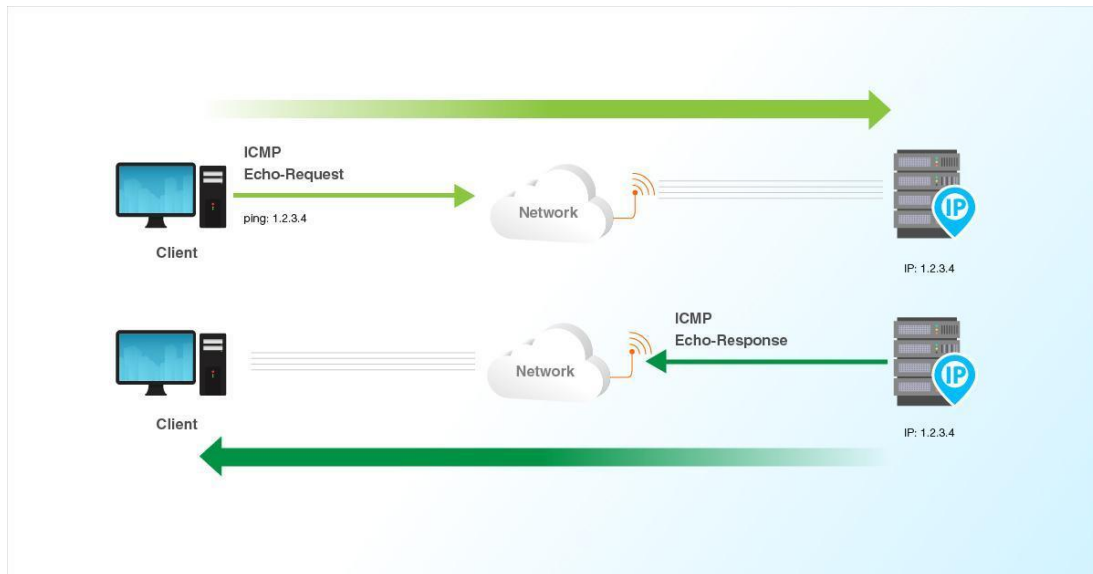 ICMP
Echo-Request
ping: 1.2.3.4
Client
Network
IP
IP: 1.2.3.4
ICMP
Echo-Response
Client
Network
IP
IP: 1.2.3.4